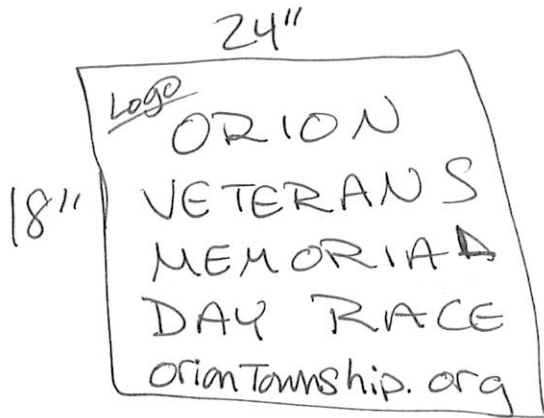 24"
Logo
ORION
18"
VETERANS
MEMORIAL
DAY RACE
oriontownship.org